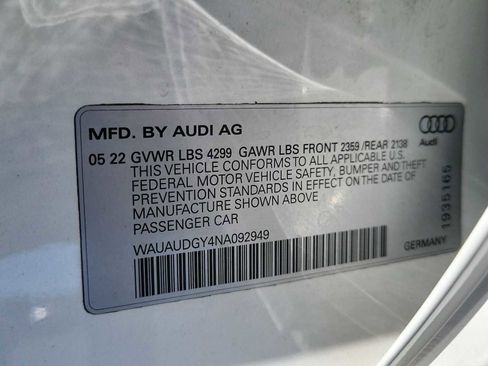 MFD. BY AUDI AG
05 22 GVWR LBS 4299 GAWR LBS FRONT 2359 /REAR 2138
THIS VEHICLE CONFORMS TO ALL APPLICABLE U.S.
FEDERAL MOTOR VEHICLE SAFETY, BUMPER AND THEFT
PREVENTION STANDARDS IN EFFECT ON THE DATE OF
MANUFACTURE SHOWN ABOVE
PASSENGER CAR
WAUAUDGY4NA092949
Audi
1935165
GERMANY